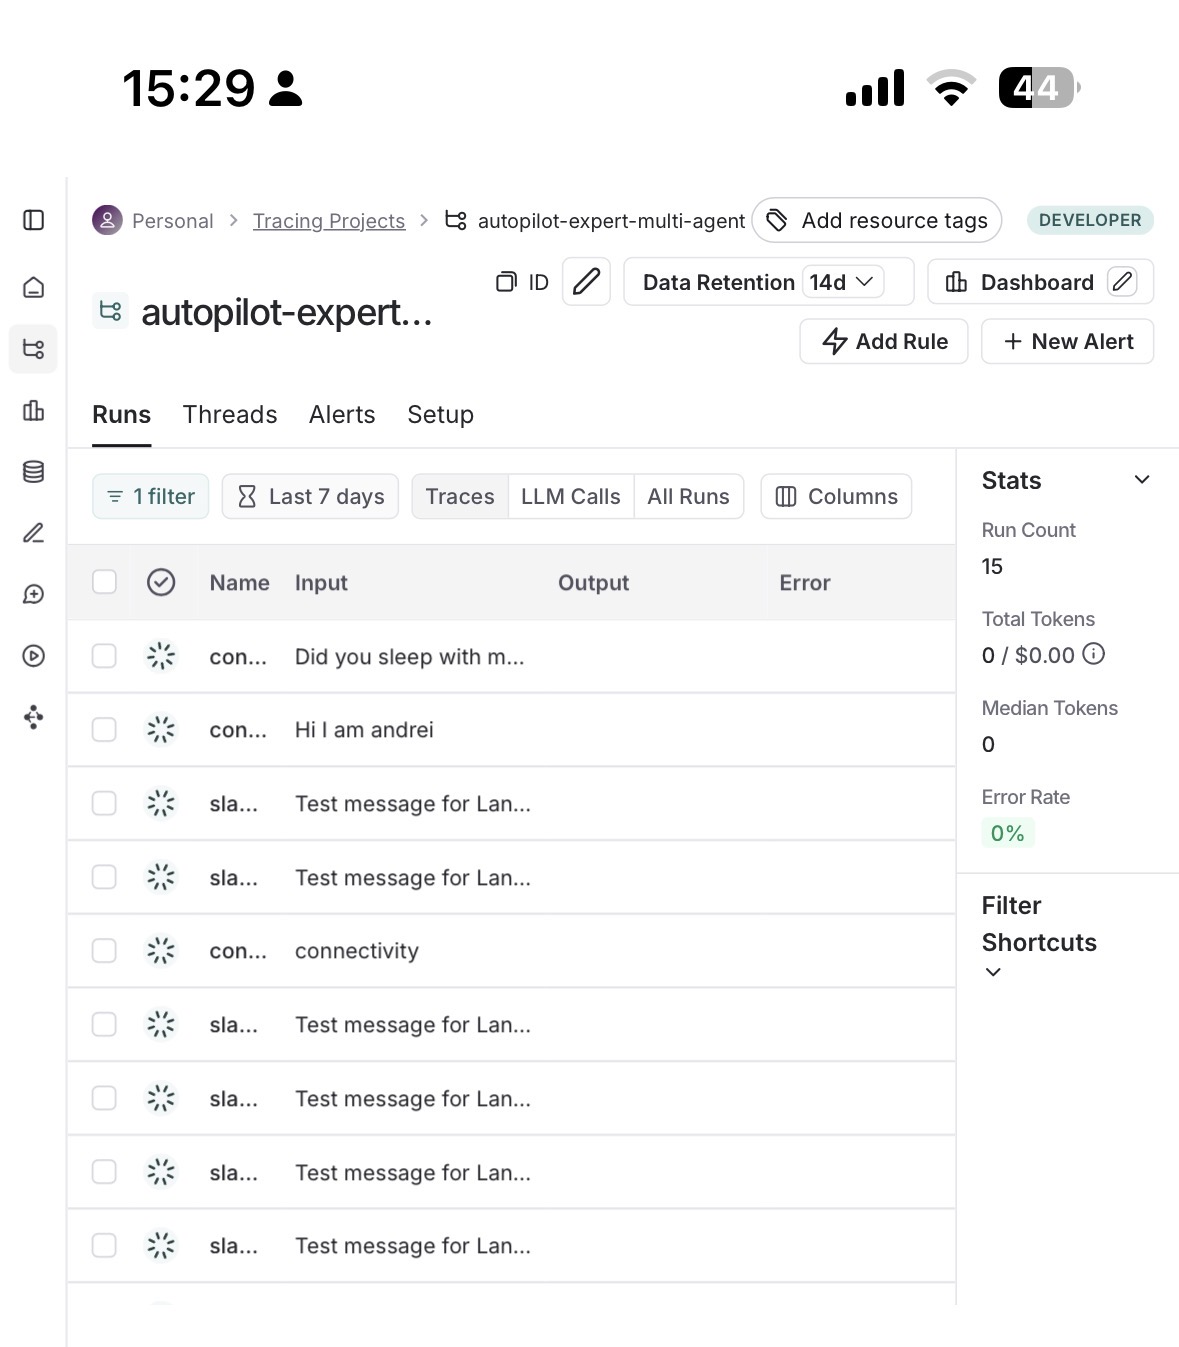 15:29
44
Personal > Tracing Projects > autopilot-expert-multi-agent Add resource tags DEVELOPER
autopilot-expert...
ID Data Retention 14d Dashboard
Add Rule + New Alert
Runs Threads Alerts Setup
1 filter Last 7 days Traces LLM Calls All Runs Columns
Name Input Output Error
con... Did you sleep with m...
con... Hi I am andrei
sla... Test message for Lan...
sla... Test message for Lan...
con... connectivity
sla... Test message for Lan...
sla... Test message for Lan...
sla... Test message for Lan...
sla... Test message for Lan...
Stats
Run Count
15
Total Tokens
0 / $0.00
Median Tokens
0
Error Rate
0%
Filter
Shortcuts